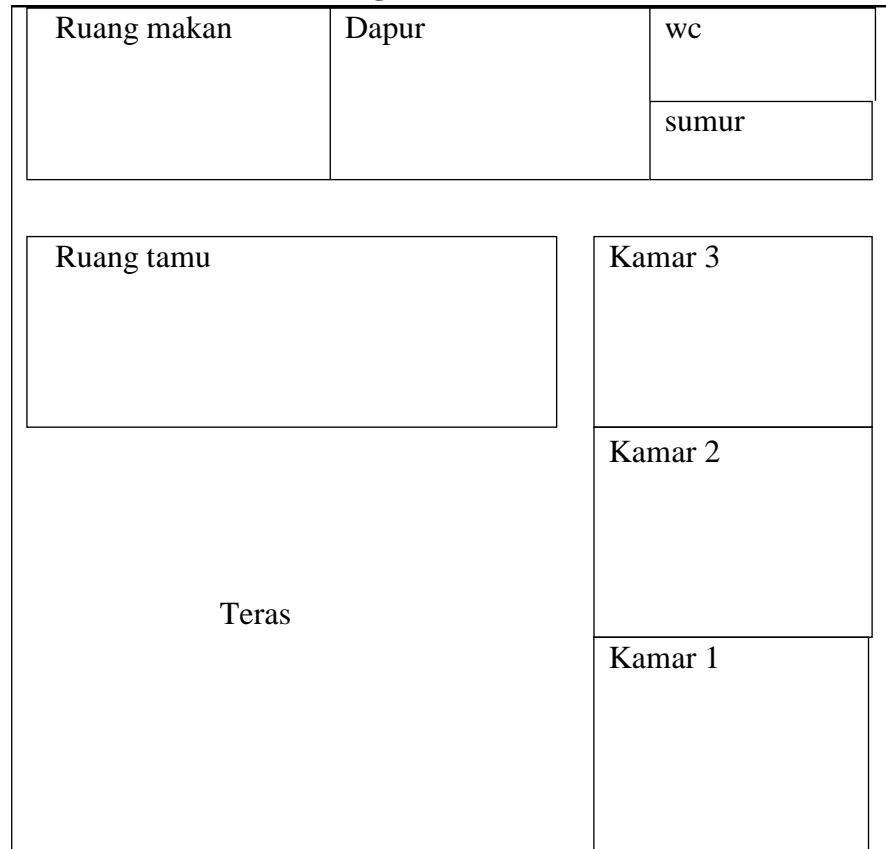 Ruang makan
Dapur
wc
sumur
Ruang tamu
Kamar 3
Kamar 2
Teras
Kamar 1